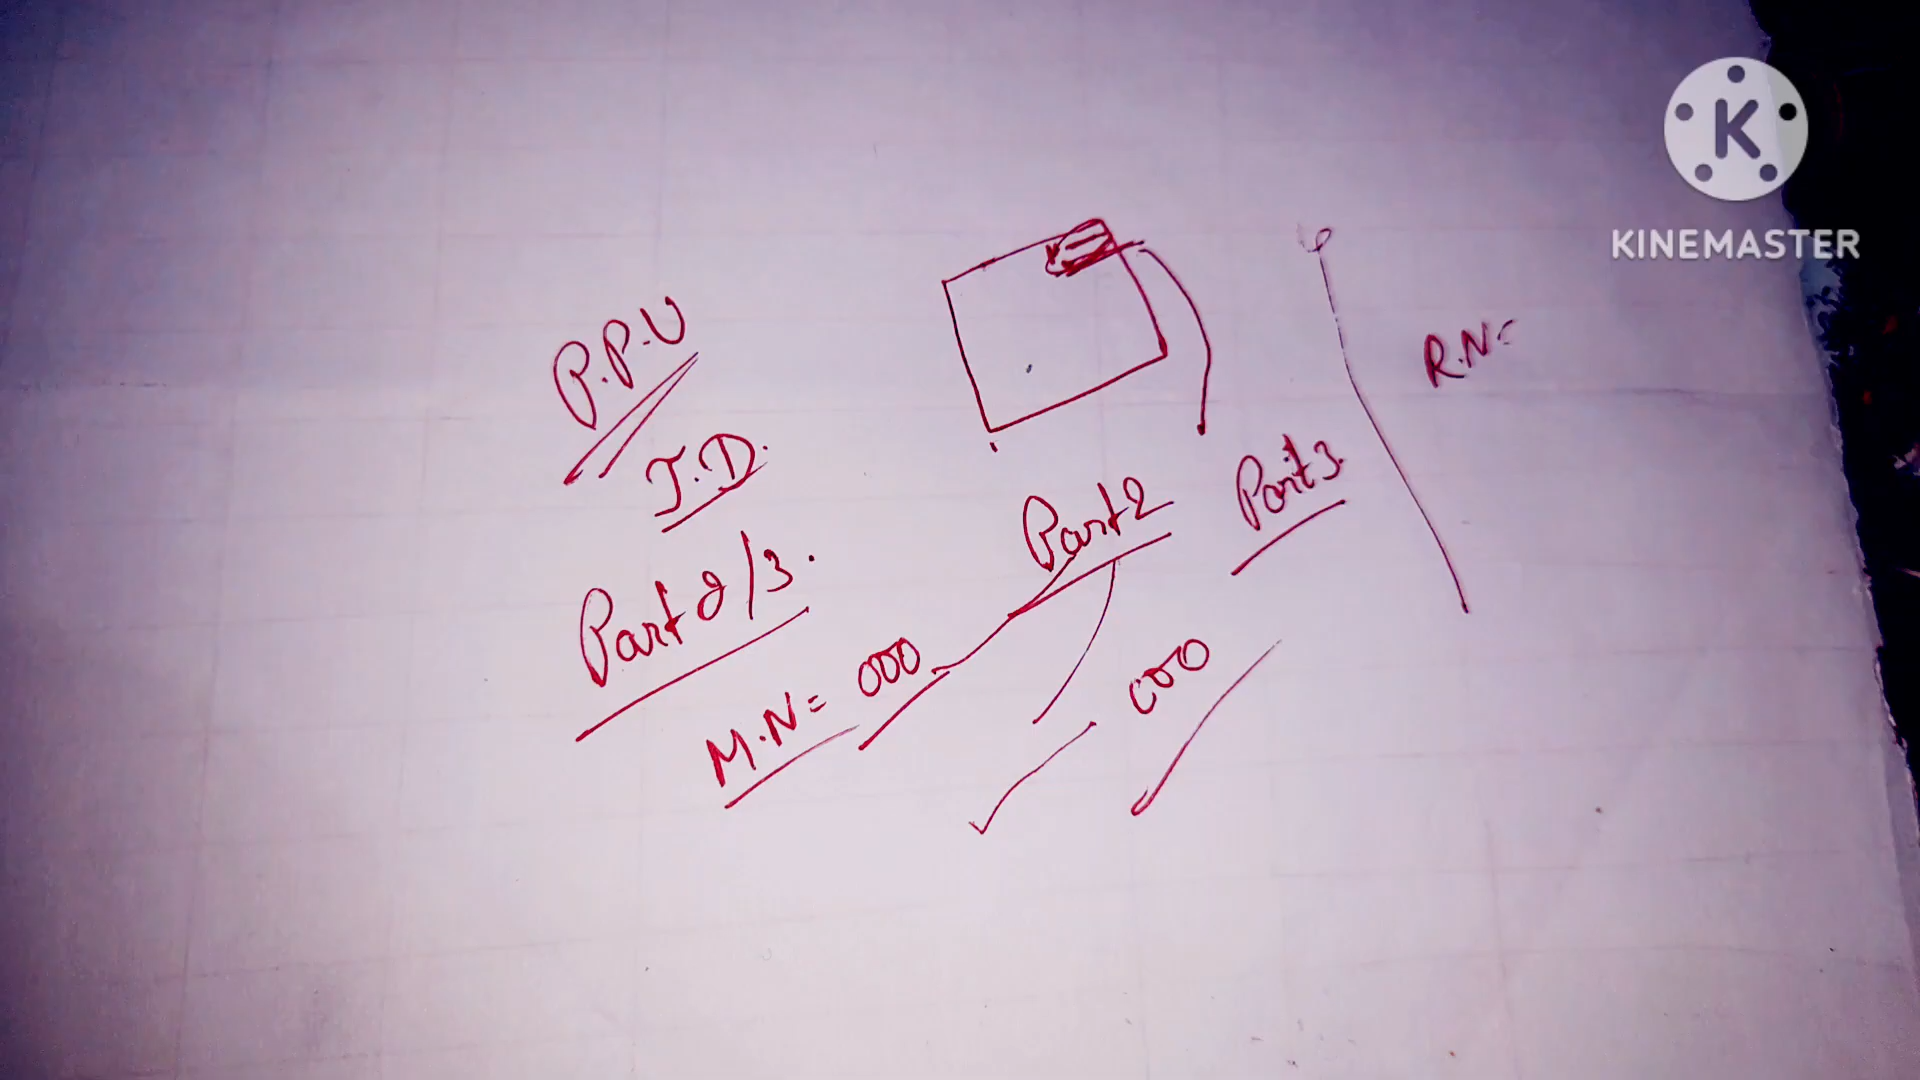 P.P.U
T.D.
Part 2/3.
M.N = 000
Part 2
000
Part 3.
R.N =
K
KINEMASTER